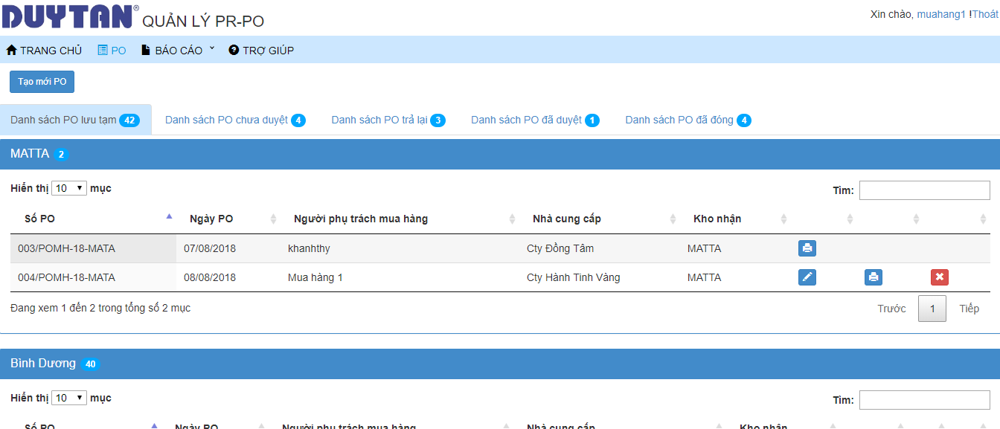 DUYTAN® QUẢN LÝ PR-PO
Xin chào, muahang1 !Thoát
TRANG CHỦ PO BÁO CÁO TRỢ GIÚP
Tạo mới PO
Danh sách PO lưu tạm 42 Danh sách PO chưa duyệt 4 Danh sách PO trả lại 3 Danh sách PO đã duyệt 1 Danh sách PO đã đóng 4
MATTA 2
Hiển thị 10 mục Tìm:
Số PO Ngày PO Người phụ trách mua hàng Nhà cung cấp Kho nhận
003/POMH-18-MATA 07/08/2018 khanhthy Cty Đồng Tâm MATTA
004/POMH-18-MATA 08/08/2018 Mua hàng 1 Cty Hành Tinh Vàng MATTA
Đang xem 1 đến 2 trong tổng số 2 mục Trước 1 Tiếp
Bình Dương 40
Hiển thị 10 mục Tìm:
Số PO Ngày PO Người phụ trách mua hàng Nhà cung cấp Kho nhận